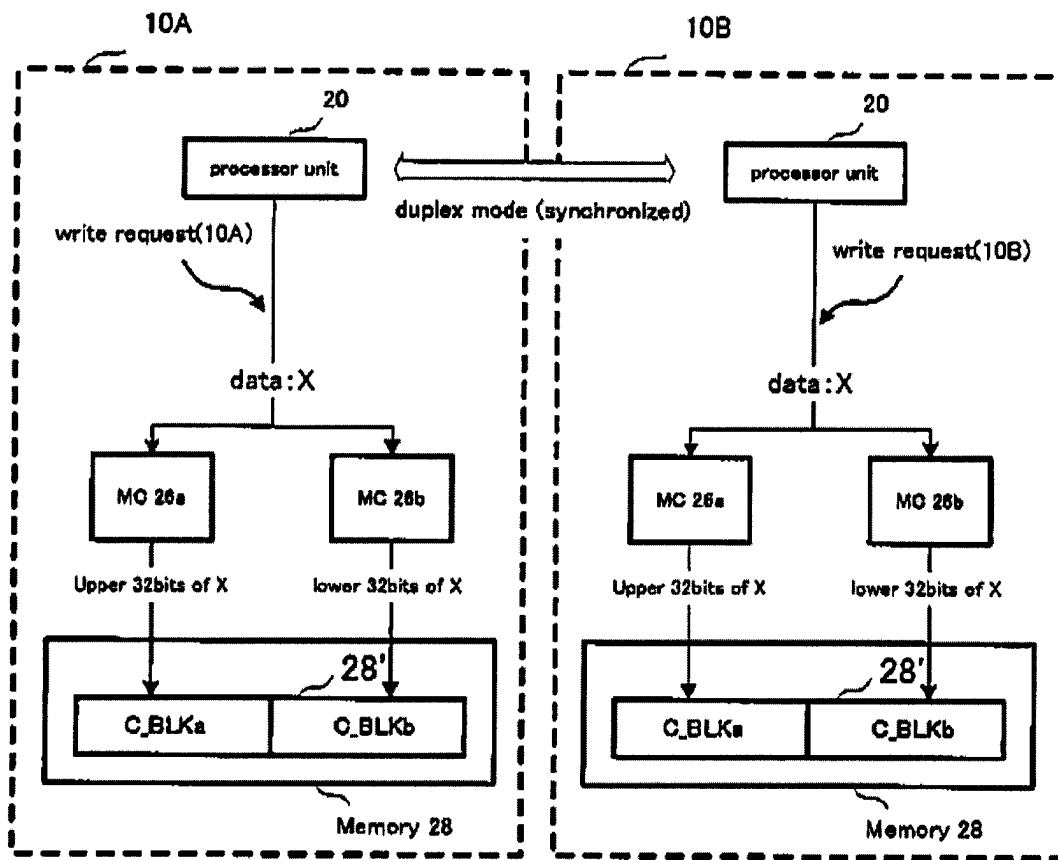 10A
10B
20
20
processor unit
processor unit
duplex mode (synchronized)
write request(10A)
write request(10B)
data:X
data:X
MC 26a
MC 26b
MC 26a
MC 26b
Upper 32bits of X
lower 32bits of X
Upper 32bits of X
lower 32bits of X
28'
28'
C_BLKa
C_BLKb
C_BLKa
C_BLKb
Memory 28
Memory 28